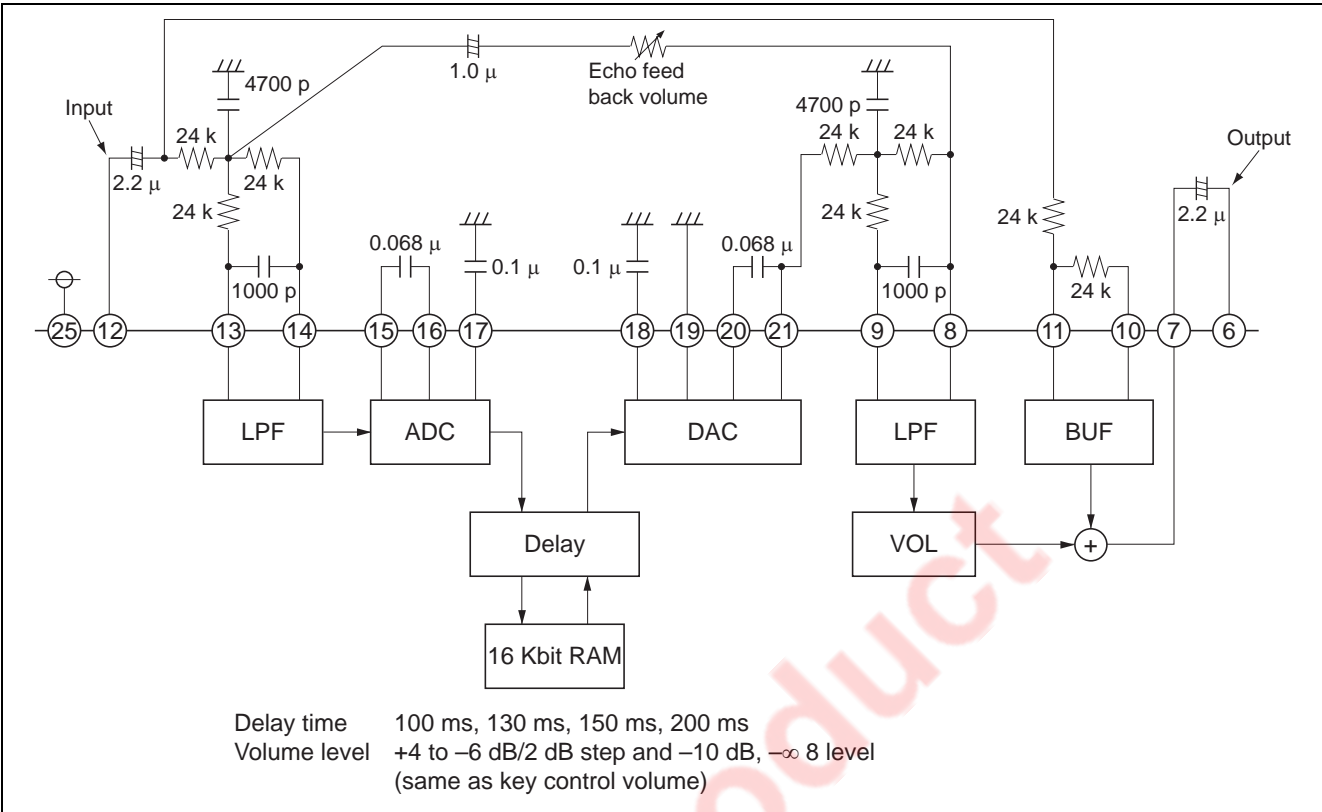 4700 p
1.0 μ
Echo feed
back volume
4700 p
Input
24 k
24 k
24 k
Output
2.2 μ
24 k
2.2 μ
24 k
24 k
24 k
0.068 μ
0.1 μ
0.1 μ
0.068 μ
1000 p
1000 p
24 k
25 12 13 14 15 16 17 18 19 20 21 9 8 11 10 7 6
LPF ADC DAC LPF BUF
Delay VOL +
16 Kbit RAM
Delay time 100 ms, 130 ms, 150 ms, 200 ms
Volume level +4 to –6 dB/2 dB step and –10 dB, –∞ 8 level
(same as key control volume)
oduct